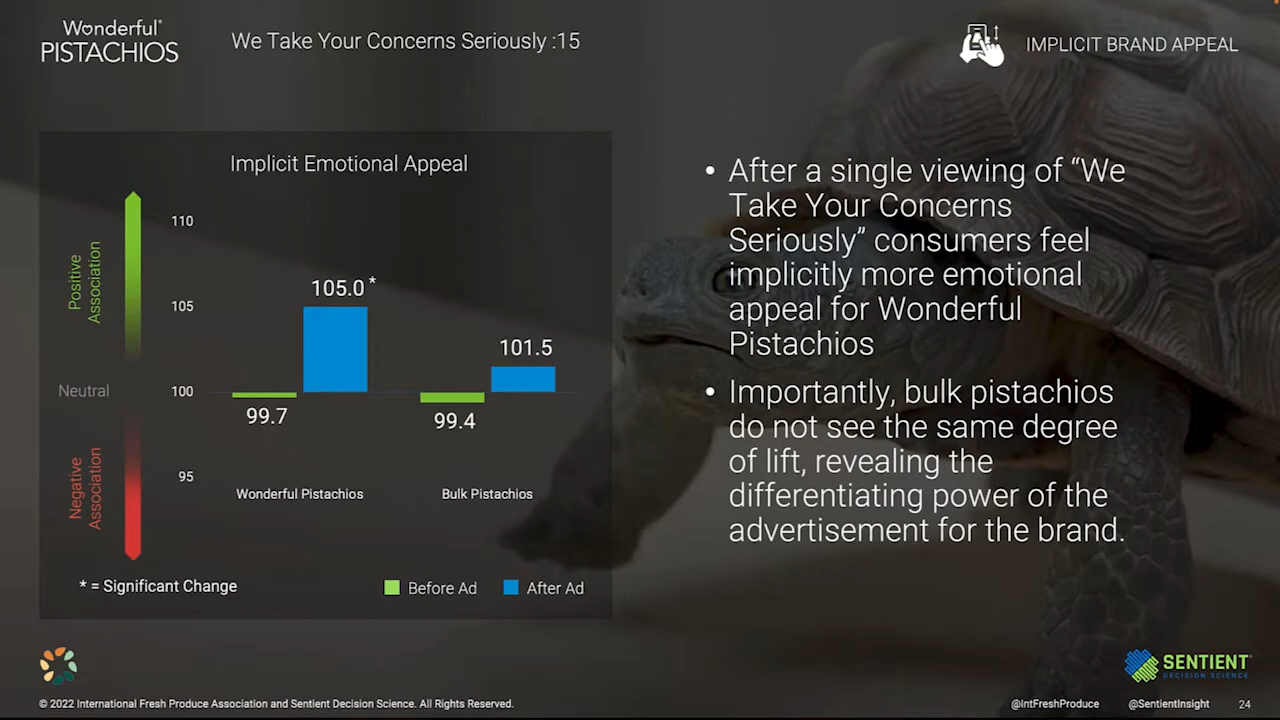 Wonderful®
PISTACHIOS
We Take Your Concerns Seriously :15
IMPLICIT BRAND APPEAL
Implicit Emotional Appeal
Positive
Association
110
105
Neutral
100
Negative
Association
95
105.0 *
99.7
101.5
99.4
Wonderful Pistachios
Bulk Pistachios
* = Significant Change
Before Ad
After Ad
• After a single viewing of “We
Take Your Concerns
Seriously” consumers feel
implicitly more emotional
appeal for Wonderful
Pistachios
• Importantly, bulk pistachios
do not see the same degree
of lift, revealing the
differentiating power of the
advertisement for the brand.
SENTIENT
DECISION SCIENCE
© 2022 International Fresh Produce Association and Sentient Decision Science. All Rights Reserved.
@IntFreshProduce
@SentientInsight
24